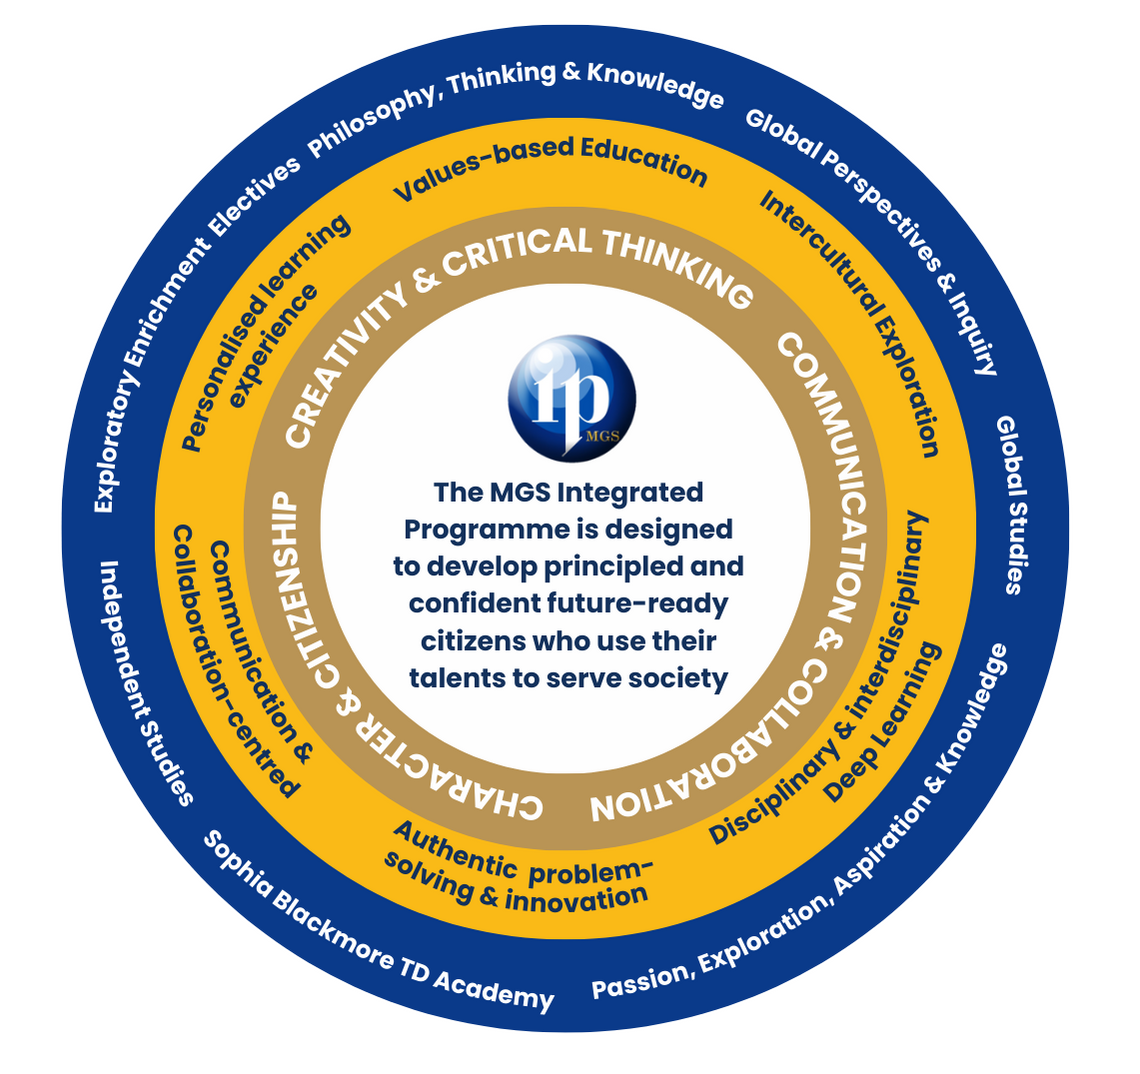 Philosophy, Thinking & Knowledge
Global Perspectives & Inquiry
Global Studies
Passion, Exploration, Aspiration & Knowledge
Sophia Blackmore TD Academy
Independent Studies
Exploratory Enrichment Electives
Values-based Education
Intercultural Exploration
Disciplinary & interdisciplinary
Deep Learning
Authentic problem-
solving & innovation
Communication &
Collaboration-centred
Personalised learning
experience
CREATIVITY & CRITICAL THINKING
COMMUNICATION & COLLABORATION
CHARACTER & CITIZENSHIP
ip
MGS
The MGS Integrated
Programme is designed
to develop principled and
confident future-ready
citizens who use their
talents to serve society